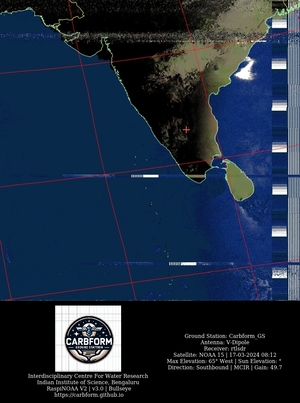 CARBFORM
GROUND STATION
Interdisciplinary Centre For Water Research
Indian Institute of Science, Bengaluru
RaspiNOAA V2 | v3.0 | Bullseye
https://carbform.github.io
Ground Station: Carbform_GS
Antenna: V-Dipole
Receiver: rtlsdr
Satellite: NOAA 15 | 17-03-2024 08:12
Max Elevation: 65° West | Sun Elevation: °
Direction: Southbound | MCIR | Gain: 49.7